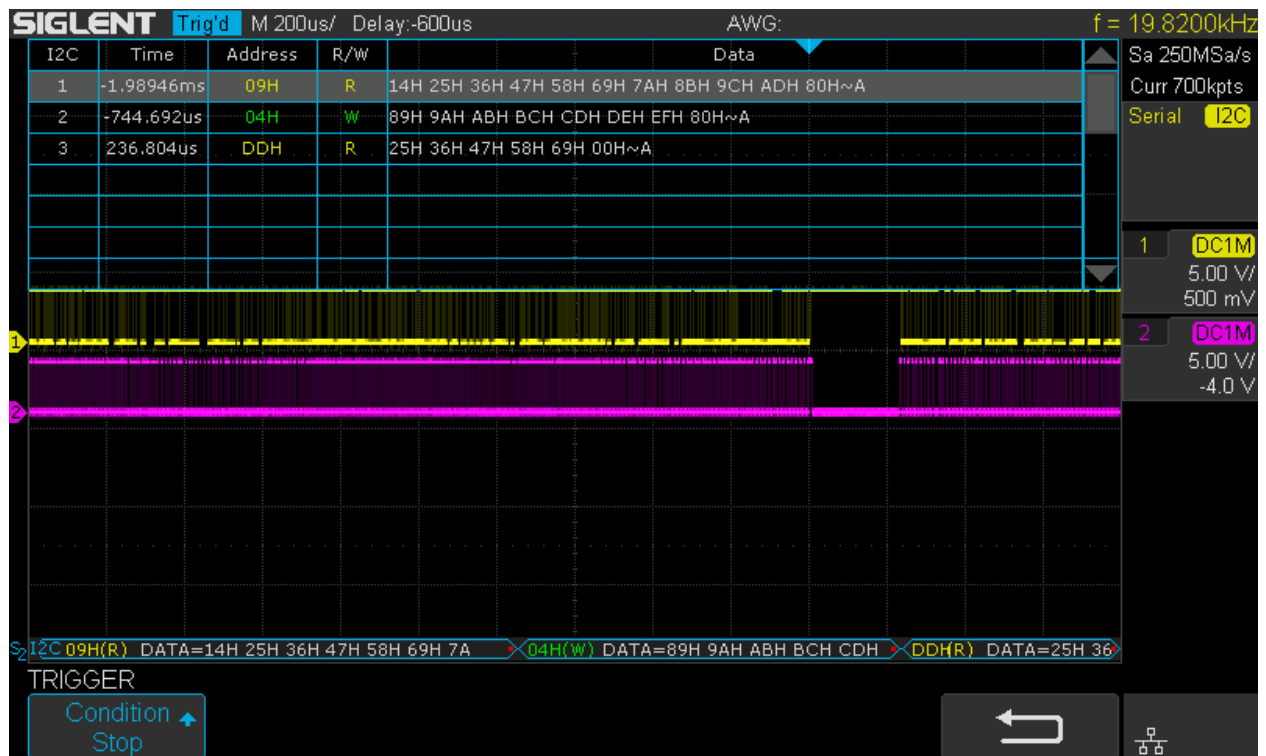 SIGLENT Trig'd M 200us/ Delay:-600us AWG: f = 19.8200kHz
I2C Time Address R/W Data
Sa 250MSa/s
1 -1.98946ms 09H R 14H 25H 36H 47H 58H 69H 7AH 8BH 9CH ADH 80H~A
Curr 700kpts
2 -744.692us 04H W 89H 9AH ABH BCH CDH DEH EFH 80H~A
Serial I2C
3 236.804us DDH R 25H 36H 47H 58H 69H 00H~A
1 DC1M
5.00 V/
500 mV
1
2 DC1M
5.00 V/
-4.0 V
2
S2 I2C 09H(R) DATA=14H 25H 36H 47H 58H 69H 7A 04H(W) DATA=89H 9AH ABH BCH CDH DDH(R) DATA=25H 36
TRIGGER
Condition
Stop